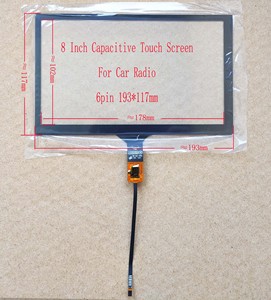 8 Inch Capacitive Touch Screen
For Car Radio
6pin 193*117mm
117mm
102mm
178mm
193mm